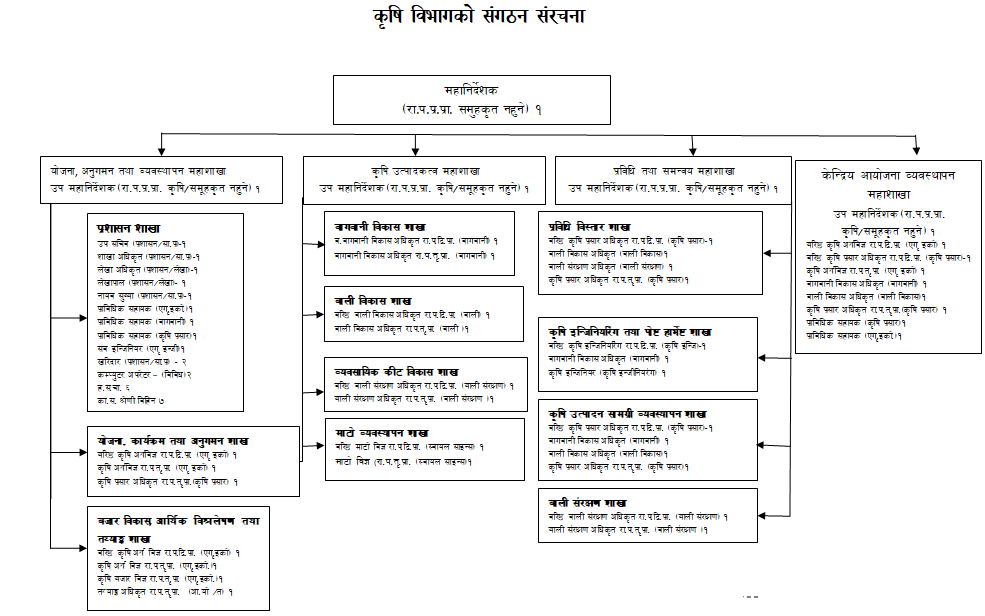 कृषि विभागको संगठन संरचना
महानिर्देशक
(रा.प.प्र.प्रा. समुहकृत नहुने) १
योजना, अनुगमन तथा व्यवस्थापन महाशाखा
उप महानिर्देशक (रा.प.प्र.प्रा. कृषि/समूहकृत नहुने) १
प्रशासन शाखा
उप सचिव (प्रशासन/सा.प्र)-१
शाखा अधिकृत (प्रशासन/सा.प्र)-१
लेखा अधिकृत (प्रशासन/लेखा)-१
लेखापाल (प्रशासन/लेखा)- १
नायब सुब्बा (प्रशासन/सा.प्र)-१
प्राविधिक सहायक (एग्र.इको.)१
प्राविधिक सहायक (बागवानी) १
प्राविधिक सहायक (कृषि प्रसार)१
सब इन्जिनियर (एग्र. इन्जी)१
खरिदार (प्रशासन/सा.प्र) - २
कम्प्युटर अपरेटर - (विविध)२
ह.स.चा. ६
का.स. श्रेणी विहिन ७
योजना, कार्यक्रम तथा अनुगमन शाखा
वरिष्ठ कृषि अर्थविज्ञ रा.प.द्वि.प्रा. (एग्र.इको) १
कृषि अर्थविज्ञ रा.प.तृ.प्रा. (एग्र.इको) १
कृषि प्रसार अधिकृत रा.प.तृ.प्रा.(कृषि प्रसार) १
बजार विकास, आर्थिक विश्लेषण तथा
तथ्याङ्क शाखा
वरिष्ठ कृषि अर्थ विज्ञ रा.प.द्वि.प्रा. (एग्र.इको) १
कृषि अर्थ विज्ञ रा.प.तृ.प्रा. (एग्र.इको.)१
कृषि बजार विज्ञ रा.प.तृ.प्रा. (एग्र.इको.)१
तथ्याङ्क अधिकृत रा.प.तृ.प्रा. (आ.यो /त) १
कृषि उत्पादकत्व महाशाखा
उप महानिर्देशक (रा.प.प्र.प्रा. कृषि/समूहकृत नहुने) १
बागवानी विकास शाखा
व.बागवानी विकास अधिकृत रा.प.द्वि.प्रा. (बागवानी) १
बागवानी विकास अधिकृत रा.प.तृ.प्रा. (बागवानी) १
बाली विकास शाखा
वरिष्ठ बाली विकास अधिकृत रा.प.द्वि.प्रा. (बाली) १
बाली विकास अधिकृत रा.प.तृ.प्रा. (बाली) १
व्यवसायिक कीट विकास शाखा
वरिष्ठ बाली संरक्षण अधिकृत रा.प.द्वि.प्रा. (बाली संरक्षण) १
बाली संरक्षण अधिकृत रा.प.तृ.प्रा. (बाली संरक्षण ) १
माटो व्यवस्थापन शाखा
वरिष्ठ माटो विज्ञ रा.प.द्वि.प्रा. (स्वायल साइन्स) १
माटो विज्ञ (रा.प.तृ.प्रा. (स्वायल साइन्स)१
प्रविधि तथा समन्वय महाशाखा
उप महानिर्देशक (रा.प.प्र.प्रा. कृषि/समूहकृत नहुने) १
प्रविधि विस्तार शाखा
वरिष्ठ कृषि प्रसार अधिकृत रा.प.द्वि.प्रा. (कृषि प्रसार)-१
बाली विकास अधिकृत (बाली विकास)१
बाली संरक्षण अधिकृत (बाली संरक्षण) १
कृषि प्रसार अधिकृत रा.प.तृ.प्रा. (कृषि प्रसार)१
कृषि इन्जिनियरिंग तथा पोष्ट हार्भेष्ट शाखा
वरिष्ठ कृषि इन्जिनियरिंग रा.प.द्वि.प्रा. (कृषि इन्जि)-१
बागवानी विकास अधिकृत (बागवानी) १
कृषि इन्जिनियर (कृषि इन्जीनियरंग) १
कृषि उत्पादन सामग्री व्यवस्थापन शाखा
वरिष्ठ कृषि प्रसार अधिकृत रा.प.द्वि.प्रा. (कृषि प्रसार)-१
बागवानी विकास अधिकृत (बागवानी) १
बाली विकास अधिकृत (बाली विकास)१
कृषि प्रसार अधिकृत रा.प.तृ.प्रा. (कृषि प्रसार)१
बाली संरक्षण शाखा
वरिष्ठ बाली संरक्षण अधिकृत रा.प.द्वि.प्रा. (बाली संरक्षण) १
बाली संरक्षण अधिकृत रा.प.तृ.प्रा. (बाली संरक्षण )१
केन्द्रिय आयोजना व्यवस्थापन
महाशाखा
उप महानिर्देशक (रा.प.प्र.प्रा.
कृषि/समूहकृत नहुने) १
वरिष्ठ कृषि अर्थविज्ञ रा.प.द्वि.प्रा. (एग्र.इको) १
वरिष्ठ कृषि प्रसार अधिकृत रा.प.द्वि.प्रा. (कृषि प्रसार)-१
कृषि अर्थविज्ञ रा.प.तृ.प्रा. (एग्र.इको) १
बागवानी विकास अधिकृत (बागवानी) १
बाली विकास अधिकृत (बाली विकास)१
कृषि प्रसार अधिकृत रा.प.तृ.प्रा.(कृषि प्रसार) १
प्राविधिक सहायक (कृषि प्रसार)१
प्राविधिक सहायक (एग्र.इको.)१